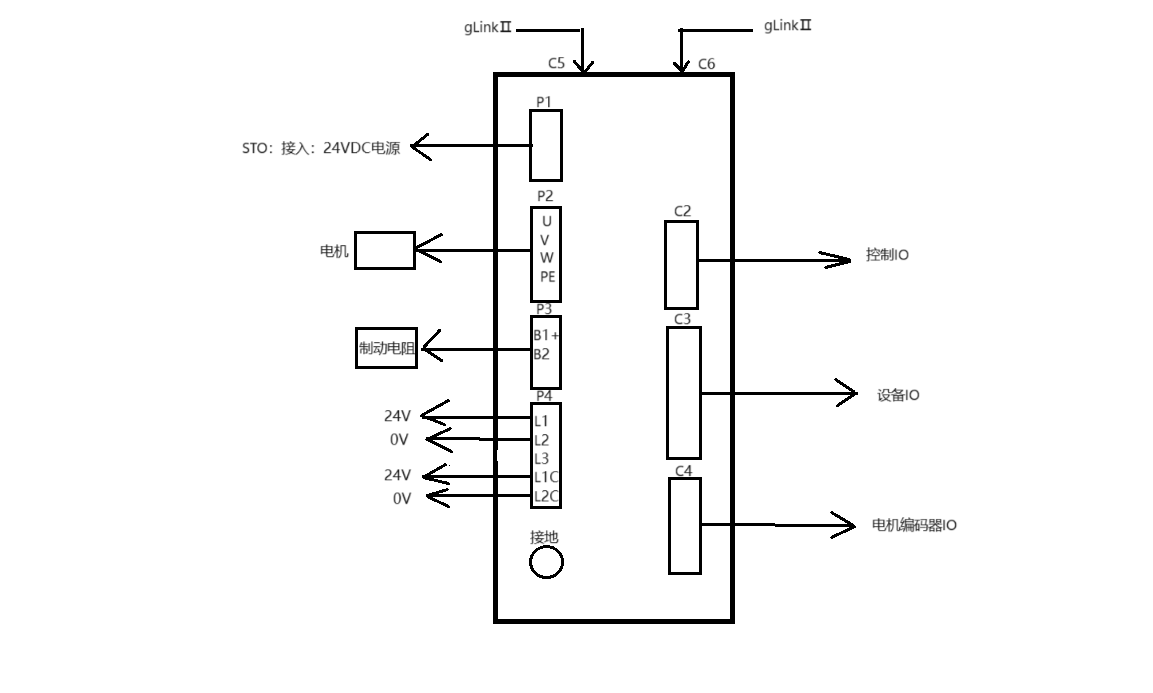 gLinkⅡ
gLinkⅡ
C5
C6
P1
STO：接入：24VDC电源
P2
U
V
W
PE
电机
C2
控制IO
P3
B1+
B2
制动电阻
C3
设备IO
P4
L1
L2
L3
L1C
L2C
24V
0V
24V
0V
C4
电机编码器IO
接地